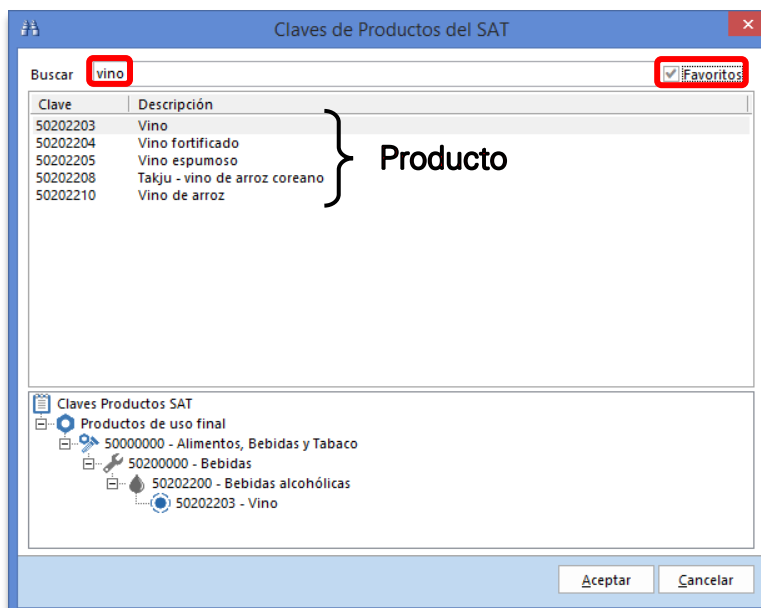 Claves de Productos del SAT
Buscar vino Favoritos
Clave Descripción
50202203 Vino
50202204 Vino fortificado
50202205 Vino espumoso
50202208 Takju - vino de arroz coreano
50202210 Vino de arroz
Producto
Claves Productos SAT
Productos de uso final
50000000 - Alimentos, Bebidas y Tabaco
50200000 - Bebidas
50202200 - Bebidas alcohólicas
50202203 - Vino
Aceptar Cancelar